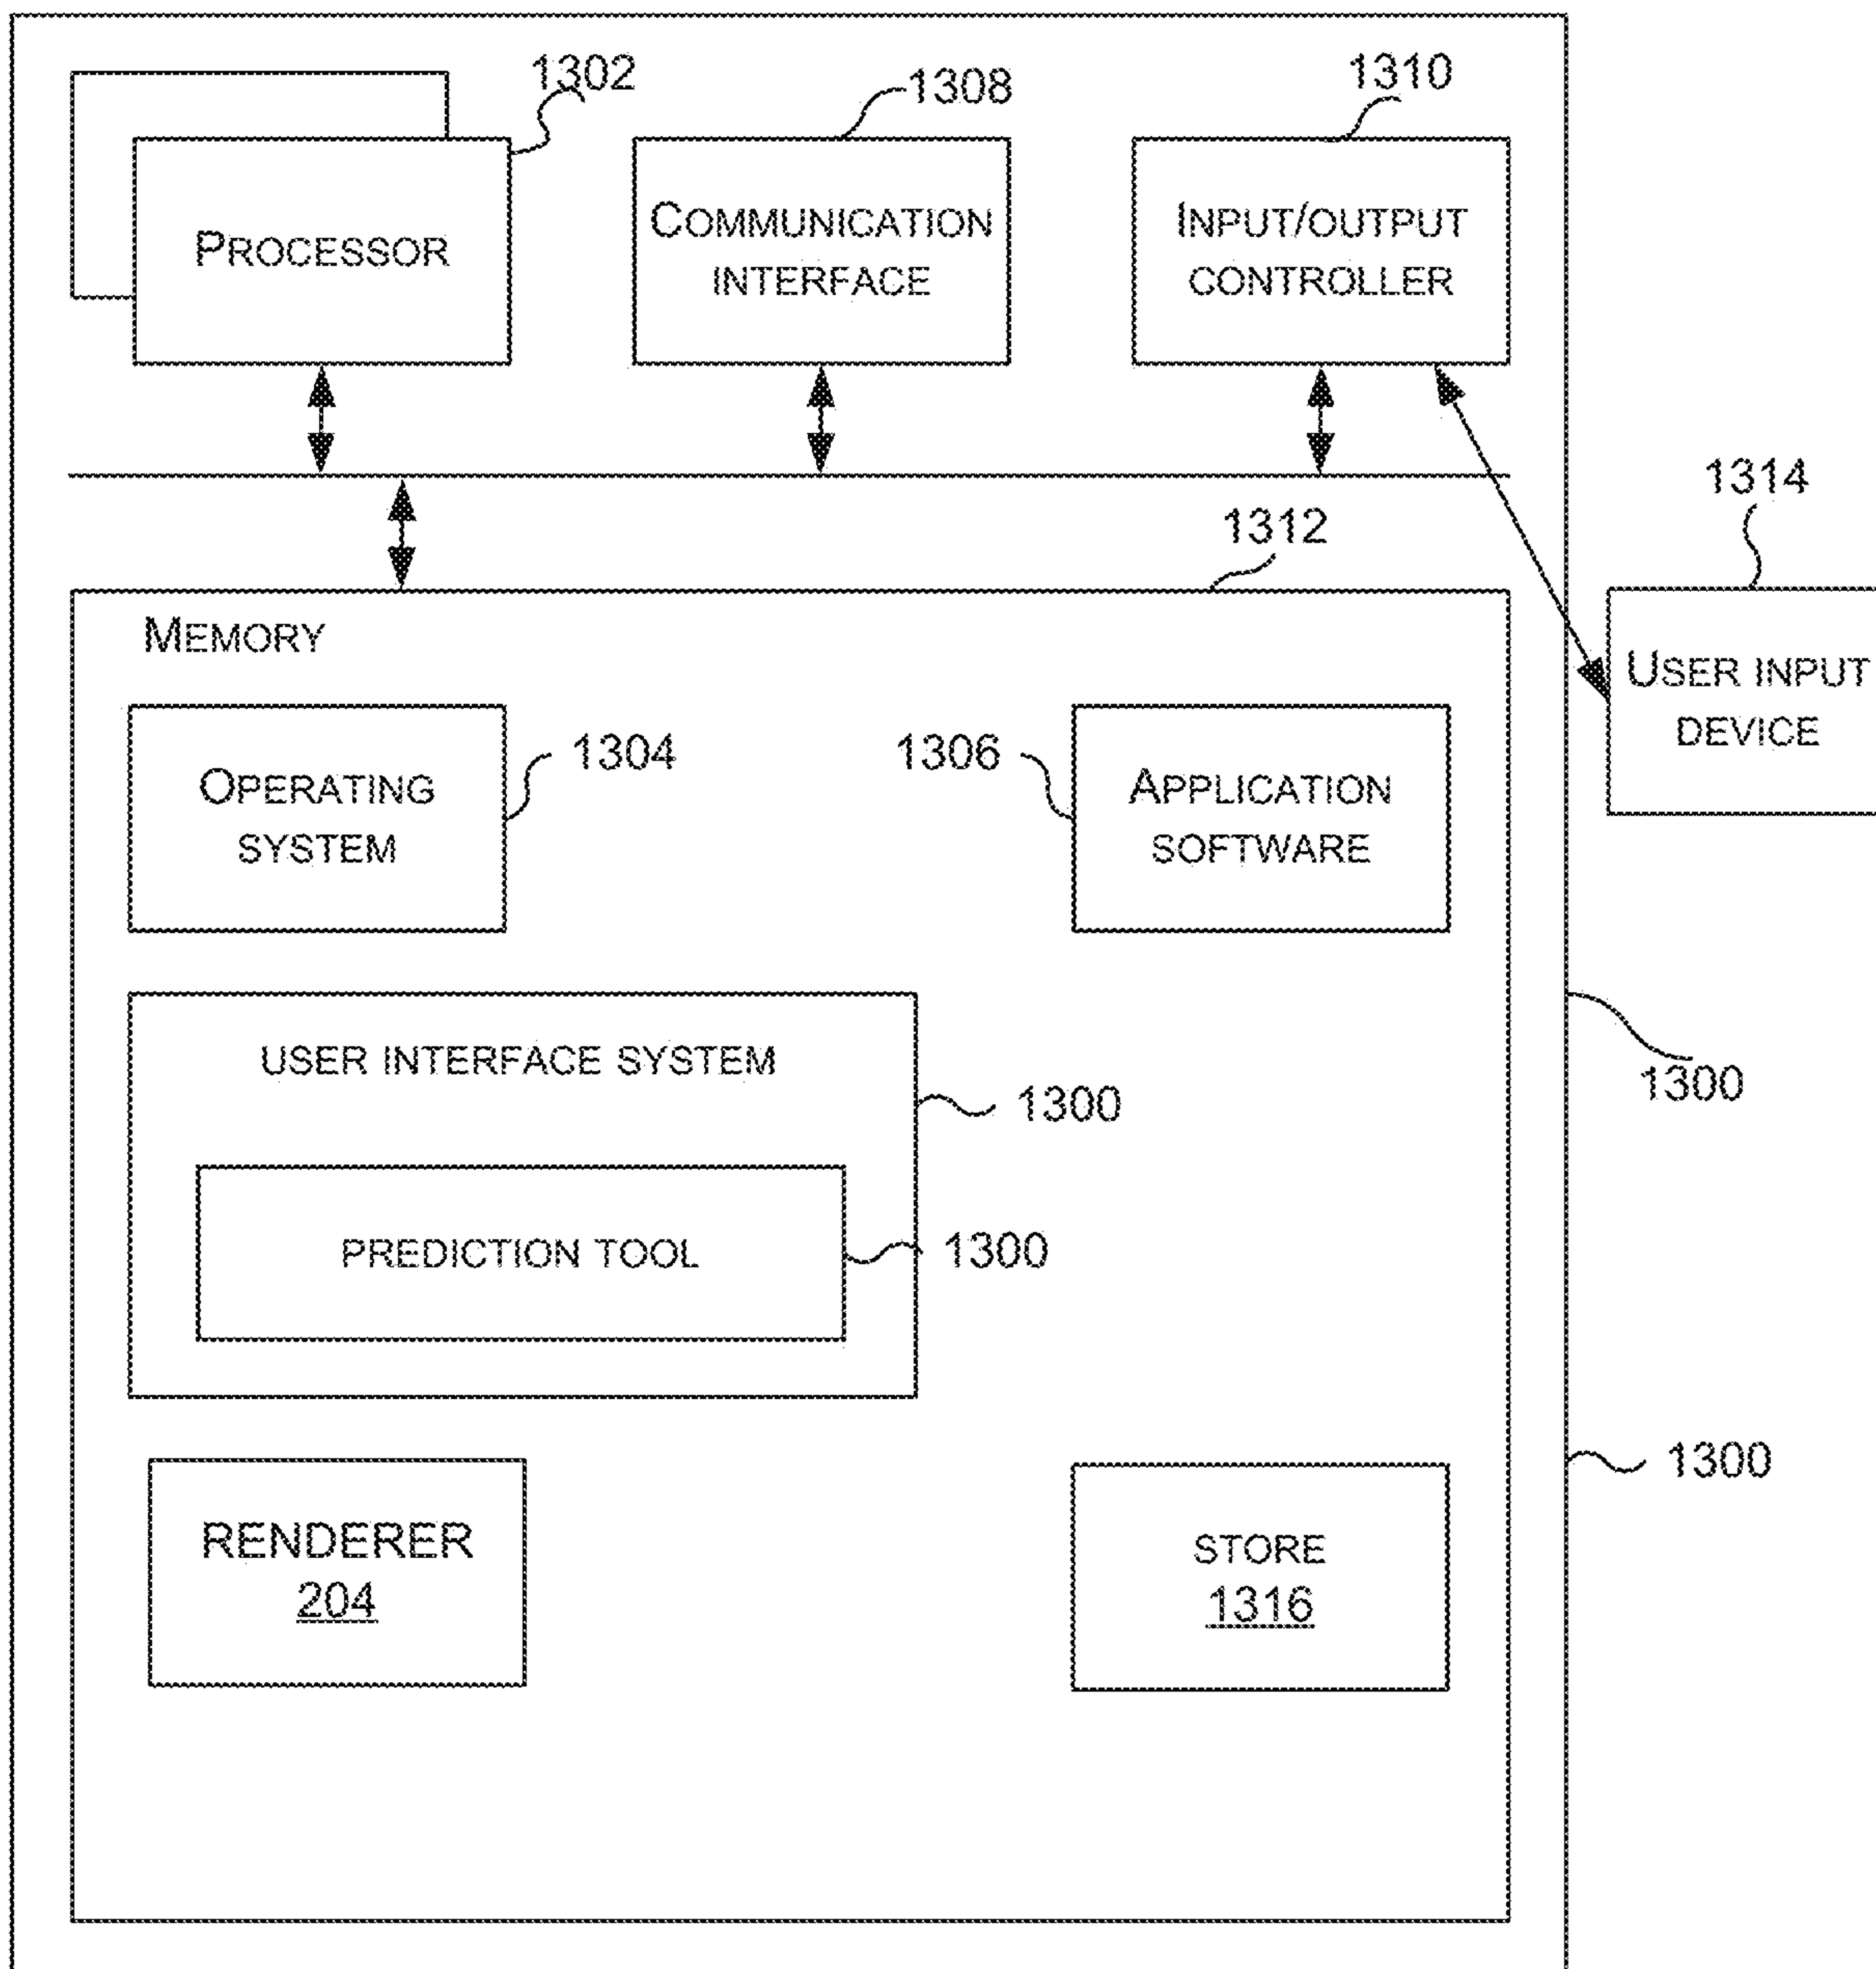 1302
1308
1310
PROCESSOR
COMMUNICATION
INTERFACE
INPUT/OUTPUT
CONTROLLER
1312
1314
MEMORY
USER INPUT
DEVICE
1304
1306
OPERATING
SYSTEM
APPLICATION
SOFTWARE
USER INTERFACE SYSTEM
1300
1300
PREDICTION TOOL
1300
1300
RENDERER
204
STORE
1316